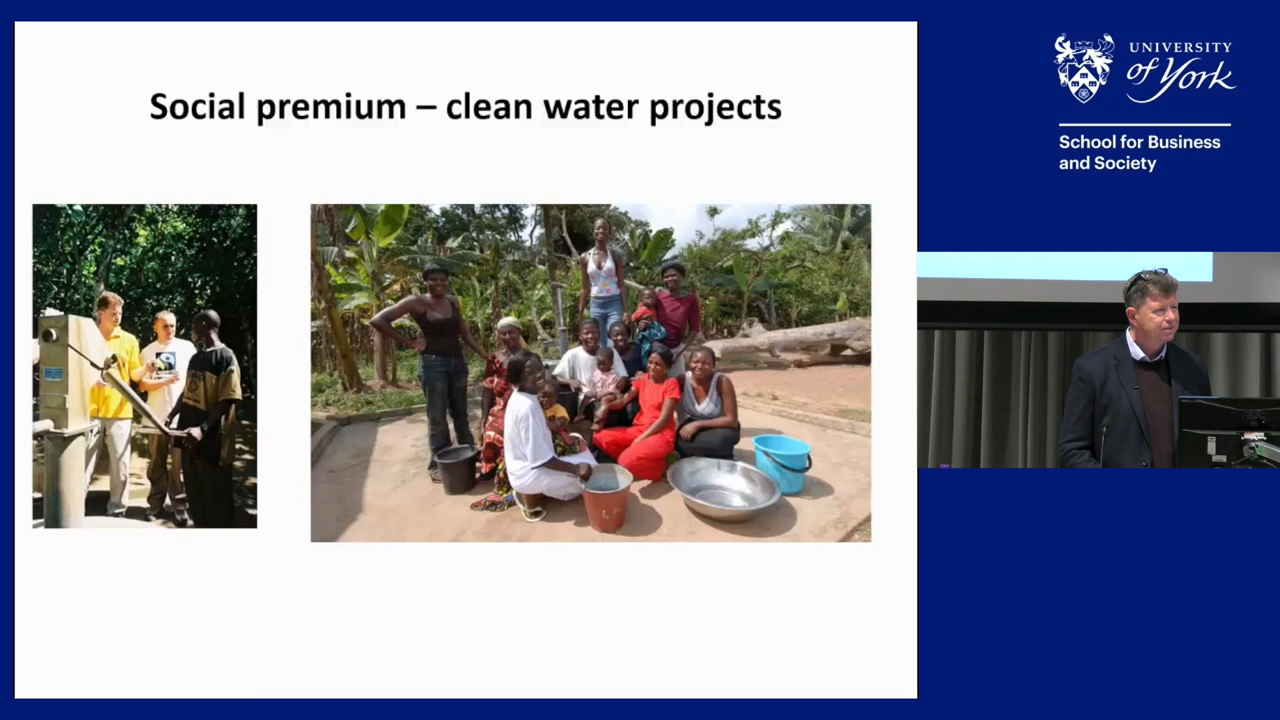 Social premium – clean water projects
UNIVERSITY
of York
School for Business
and Society